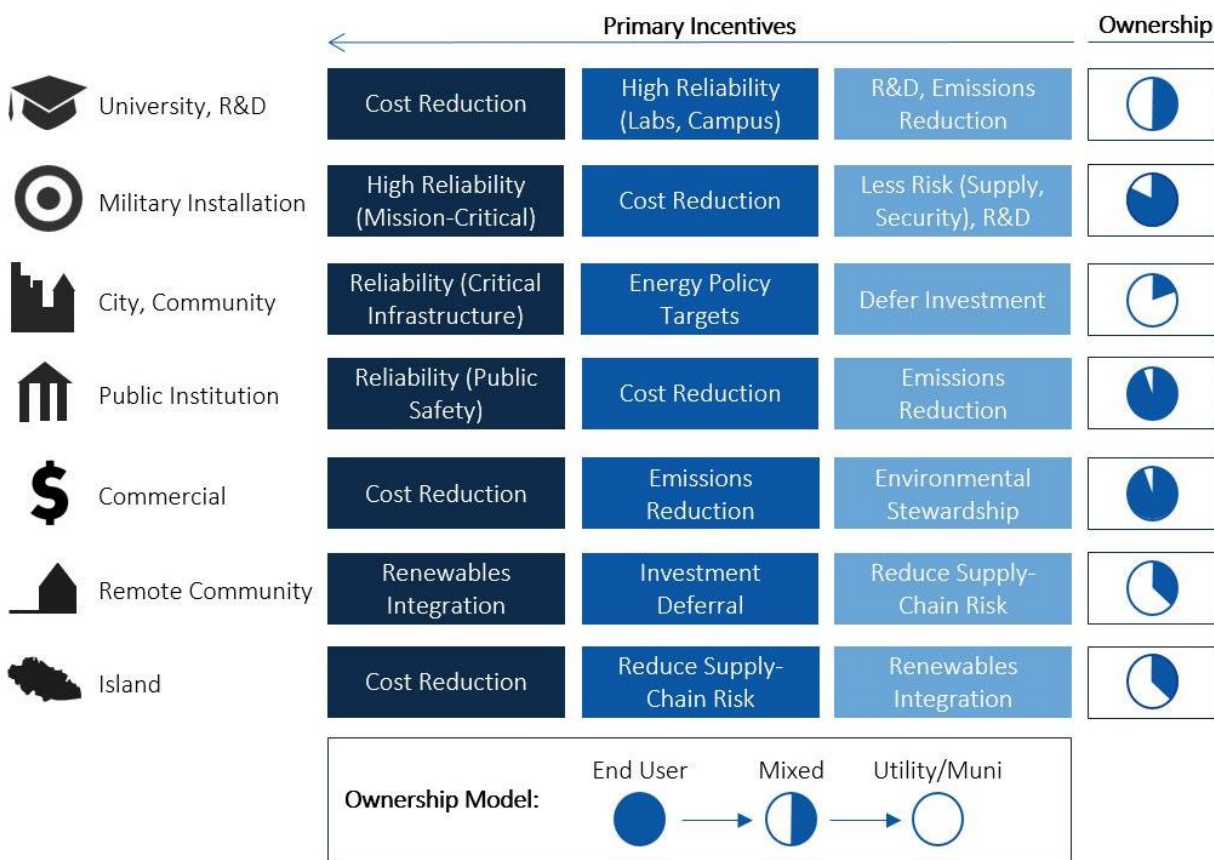 Primary Incentives
Ownership
University, R&D
Cost Reduction
High Reliability
(Labs, Campus)
R&D, Emissions
Reduction
Military Installation
High Reliability
(Mission-Critical)
Cost Reduction
Less Risk (Supply,
Security), R&D
City, Community
Reliability (Critical
Infrastructure)
Energy Policy
Targets
Defer Investment
Public Institution
Reliability (Public
Safety)
Cost Reduction
Emissions
Reduction
$
Commercial
Cost Reduction
Emissions
Reduction
Environmental
Stewardship
Remote Community
Renewables
Integration
Investment
Deferral
Reduce Supply-
Chain Risk
Island
Cost Reduction
Reduce Supply-
Chain Risk
Renewables
Integration
Ownership Model:
End User
Mixed
Utility/Muni